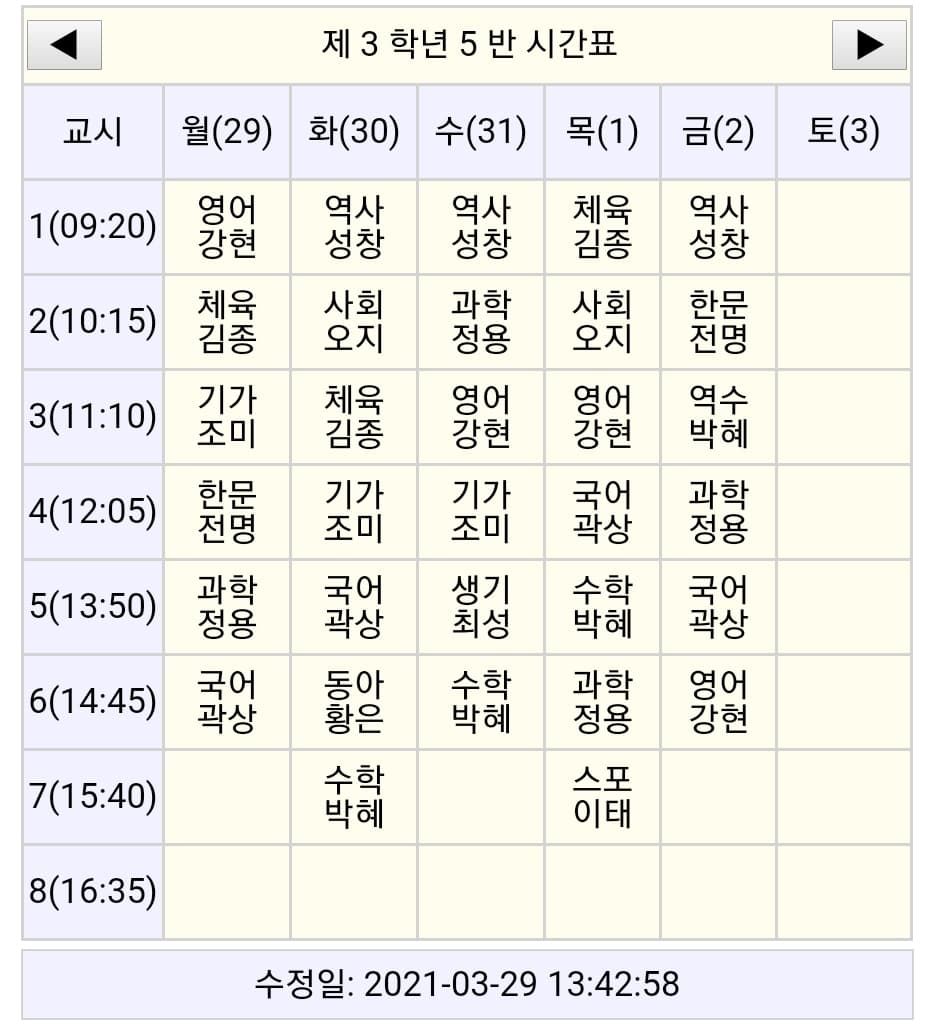 제 3 학년 5 반 시간표
교시 월(29) 화(30) 수(31) 목(1) 금(2) 토(3)
1(09:20) 영어 역사 역사 체육 역사
강현 성창 성창 김종 성창
2(10:15) 체육 사회 과학 사회 한문
김종 오지 정용 오지 전명
3(11:10) 기가 체육 영어 영어 역수
조미 김종 강현 강현 박혜
4(12:05) 한문 기가 기가 국어 과학
전명 조미 조미 곽상 정용
5(13:50) 과학 국어 생기 수학 국어
정용 곽상 최성 박혜 곽상
6(14:45) 국어 동아 수학 과학 영어
곽상 황은 박혜 정용 강현
7(15:40) 수학 스포
박혜 이태
8(16:35)
수정일: 2021-03-29 13:42:58